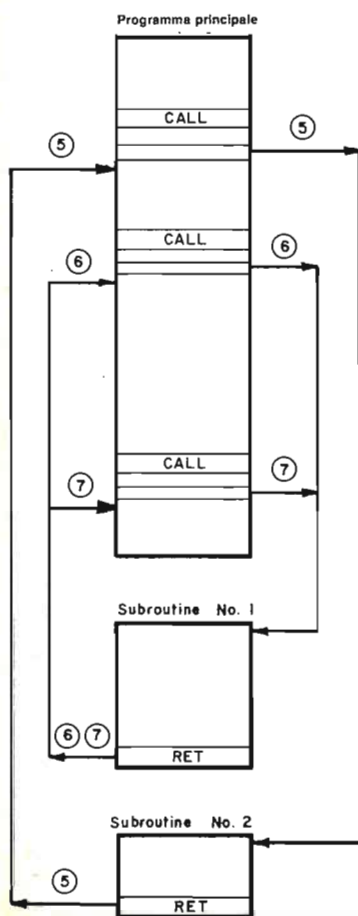 Programma principale
CALL
⑤ ⑤
CALL
⑥ ⑥
CALL
⑦ ⑦
Subroutine No. 1
⑥ ⑦
RET
Subroutine No. 2
⑤
RET